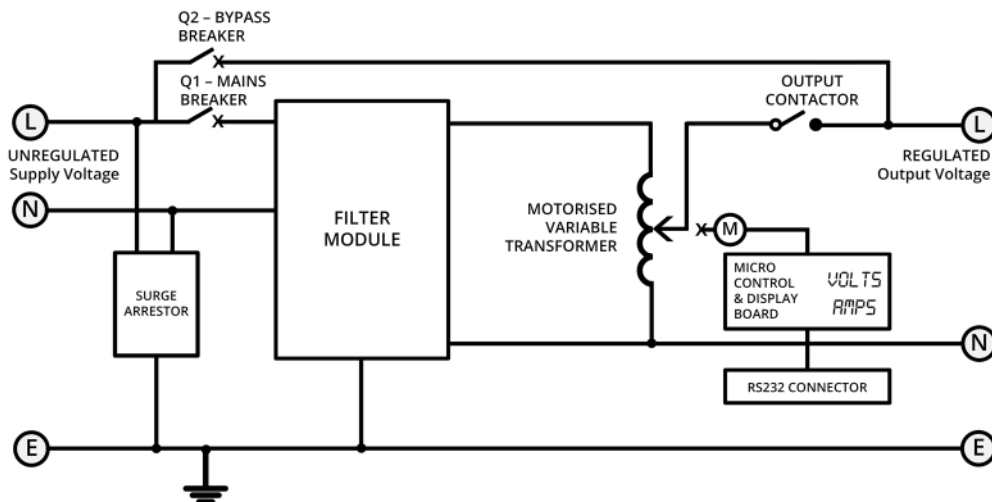 Q2 – BYPASS
BREAKER
Q1 – MAINS
BREAKER
OUTPUT
CONTACTOR
L
L
UNREGULATED
Supply Voltage
REGULATED
Output Voltage
N
FILTER
MODULE
MOTORISED
VARIABLE
TRANSFORMER
M
MICRO
CONTROL
& DISPLAY
BOARD
VOLTS
AMPS
SURGE
ARRESTOR
N
RS232 CONNECTOR
E
E